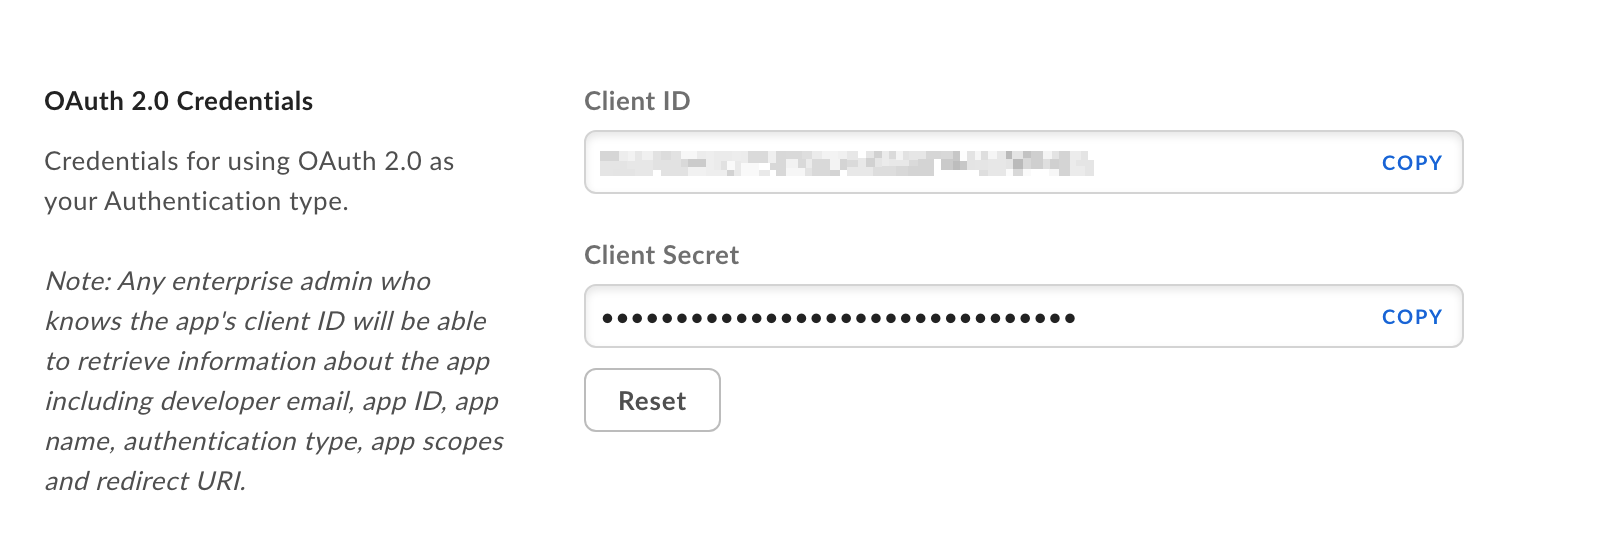 OAuth 2.0 Credentials
Credentials for using OAuth 2.0 as
your Authentication type.
Note: Any enterprise admin who
knows the app's client ID will be able
to retrieve information about the app
including developer email, app ID, app
name, authentication type, app scopes
and redirect URI.
Client ID
COPY
Client Secret
••••••••••••••••••••••••••••••••
COPY
Reset